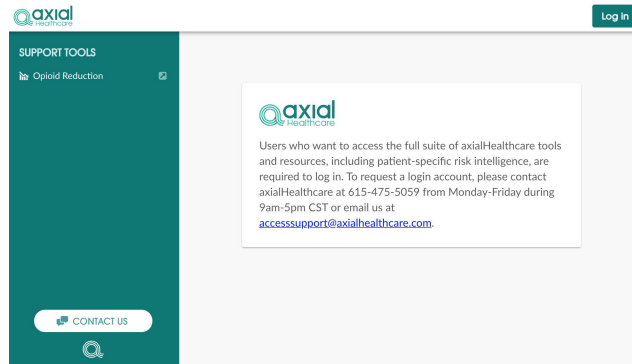 axial
Healthcare
Log in
SUPPORT TOOLS
Opioid Reduction
axial
Healthcare
Users who want to access the full suite of axialHealthcare tools
and resources, including patient-specific risk intelligence, are
required to log in. To request a login account, please contact
axialHealthcare at 615-475-5059 from Monday-Friday during
9am-5pm CST or email us at
accesssupport@axialhealthcare.com.
CONTACT US